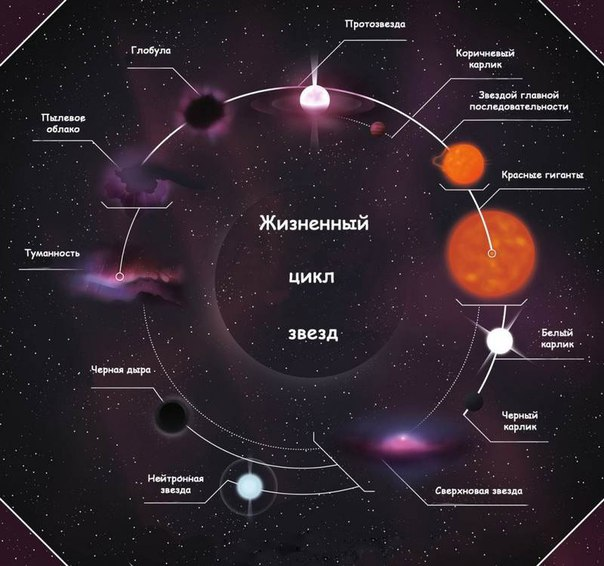 Протозвезда
Глобула
Коричневый
карлик
Звездой главной
последовательности
Пылевое
облако
Красные гиганты
Жизненный
цикл
звезд
Туманность
Белый
карлик
Черная дыра
Черный
карлик
Нейтронная
звезда
Сверхновая звезда